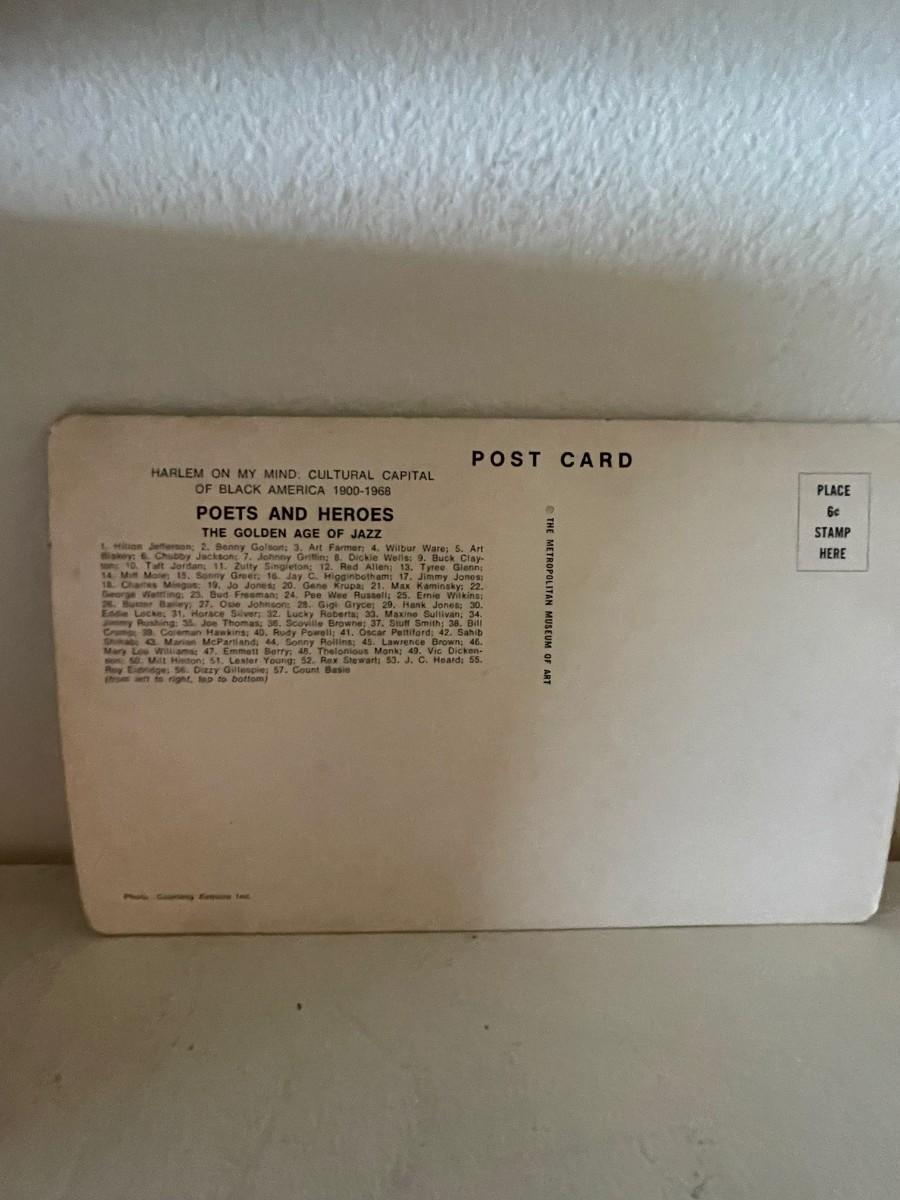 POST CARD
HARLEM ON MY MIND: CULTURAL CAPITAL
OF BLACK AMERICA 1900-1968
POETS AND HEROES
THE GOLDEN AGE OF JAZZ
1. Hilton Jefferson; 2. Benny Golson; 3. Art Farmer; 4. Wilbur Ware; 5. Art
Blakey; 6. Chubby Jackson; 7. Johnny Griffin; 8. Dickie Wells; 9. Buck Clay-
ton; 10. Taft Jordan; 11. Zutty Singleton; 12. Red Allen; 13. Tyree Glenn;
14. Miff Mole; 15. Sonny Greer; 16. Jay C. Higginbotham; 17. Jimmy Jones;
18. Charles Mingus; 19. Jo Jones; 20. Gene Krupa; 21. Max Kaminsky; 22.
George Wettling; 23. Bud Freeman; 24. Pee Wee Russell; 25. Ernie Wilkins;
26. Buster Bailey; 27. Osie Johnson; 28. Gigi Gryce; 29. Hank Jones; 30.
Eddie Locke; 31. Horace Silver; 32. Lucky Roberts; 33. Maxine Sullivan; 34.
Jimmy Rushing; 35. Joe Thomas; 36. Scoville Browne; 37. Stuff Smith; 38. Bill
Crump; 39. Coleman Hawkins; 40. Rudy Powell; 41. Oscar Pettiford; 42. Sahib
Shihab; 43. Marian McPartland; 44. Sonny Rollins; 45. Lawrence Brown; 46.
Mary Lou Williams; 47. Emmett Berry; 48. Thelonious Monk; 49. Vic Dicken-
son; 50. Milt Hinton; 51. Lester Young; 52. Rex Stewart; 53. J. C. Heard; 55.
Roy Eldridge; 56. Dizzy Gillespie; 57. Count Basie
(from left to right, top to bottom)
Photo: Courtesy Esquire Inc.
© THE METROPOLITAN MUSEUM OF ART
PLACE
6¢
STAMP
HERE